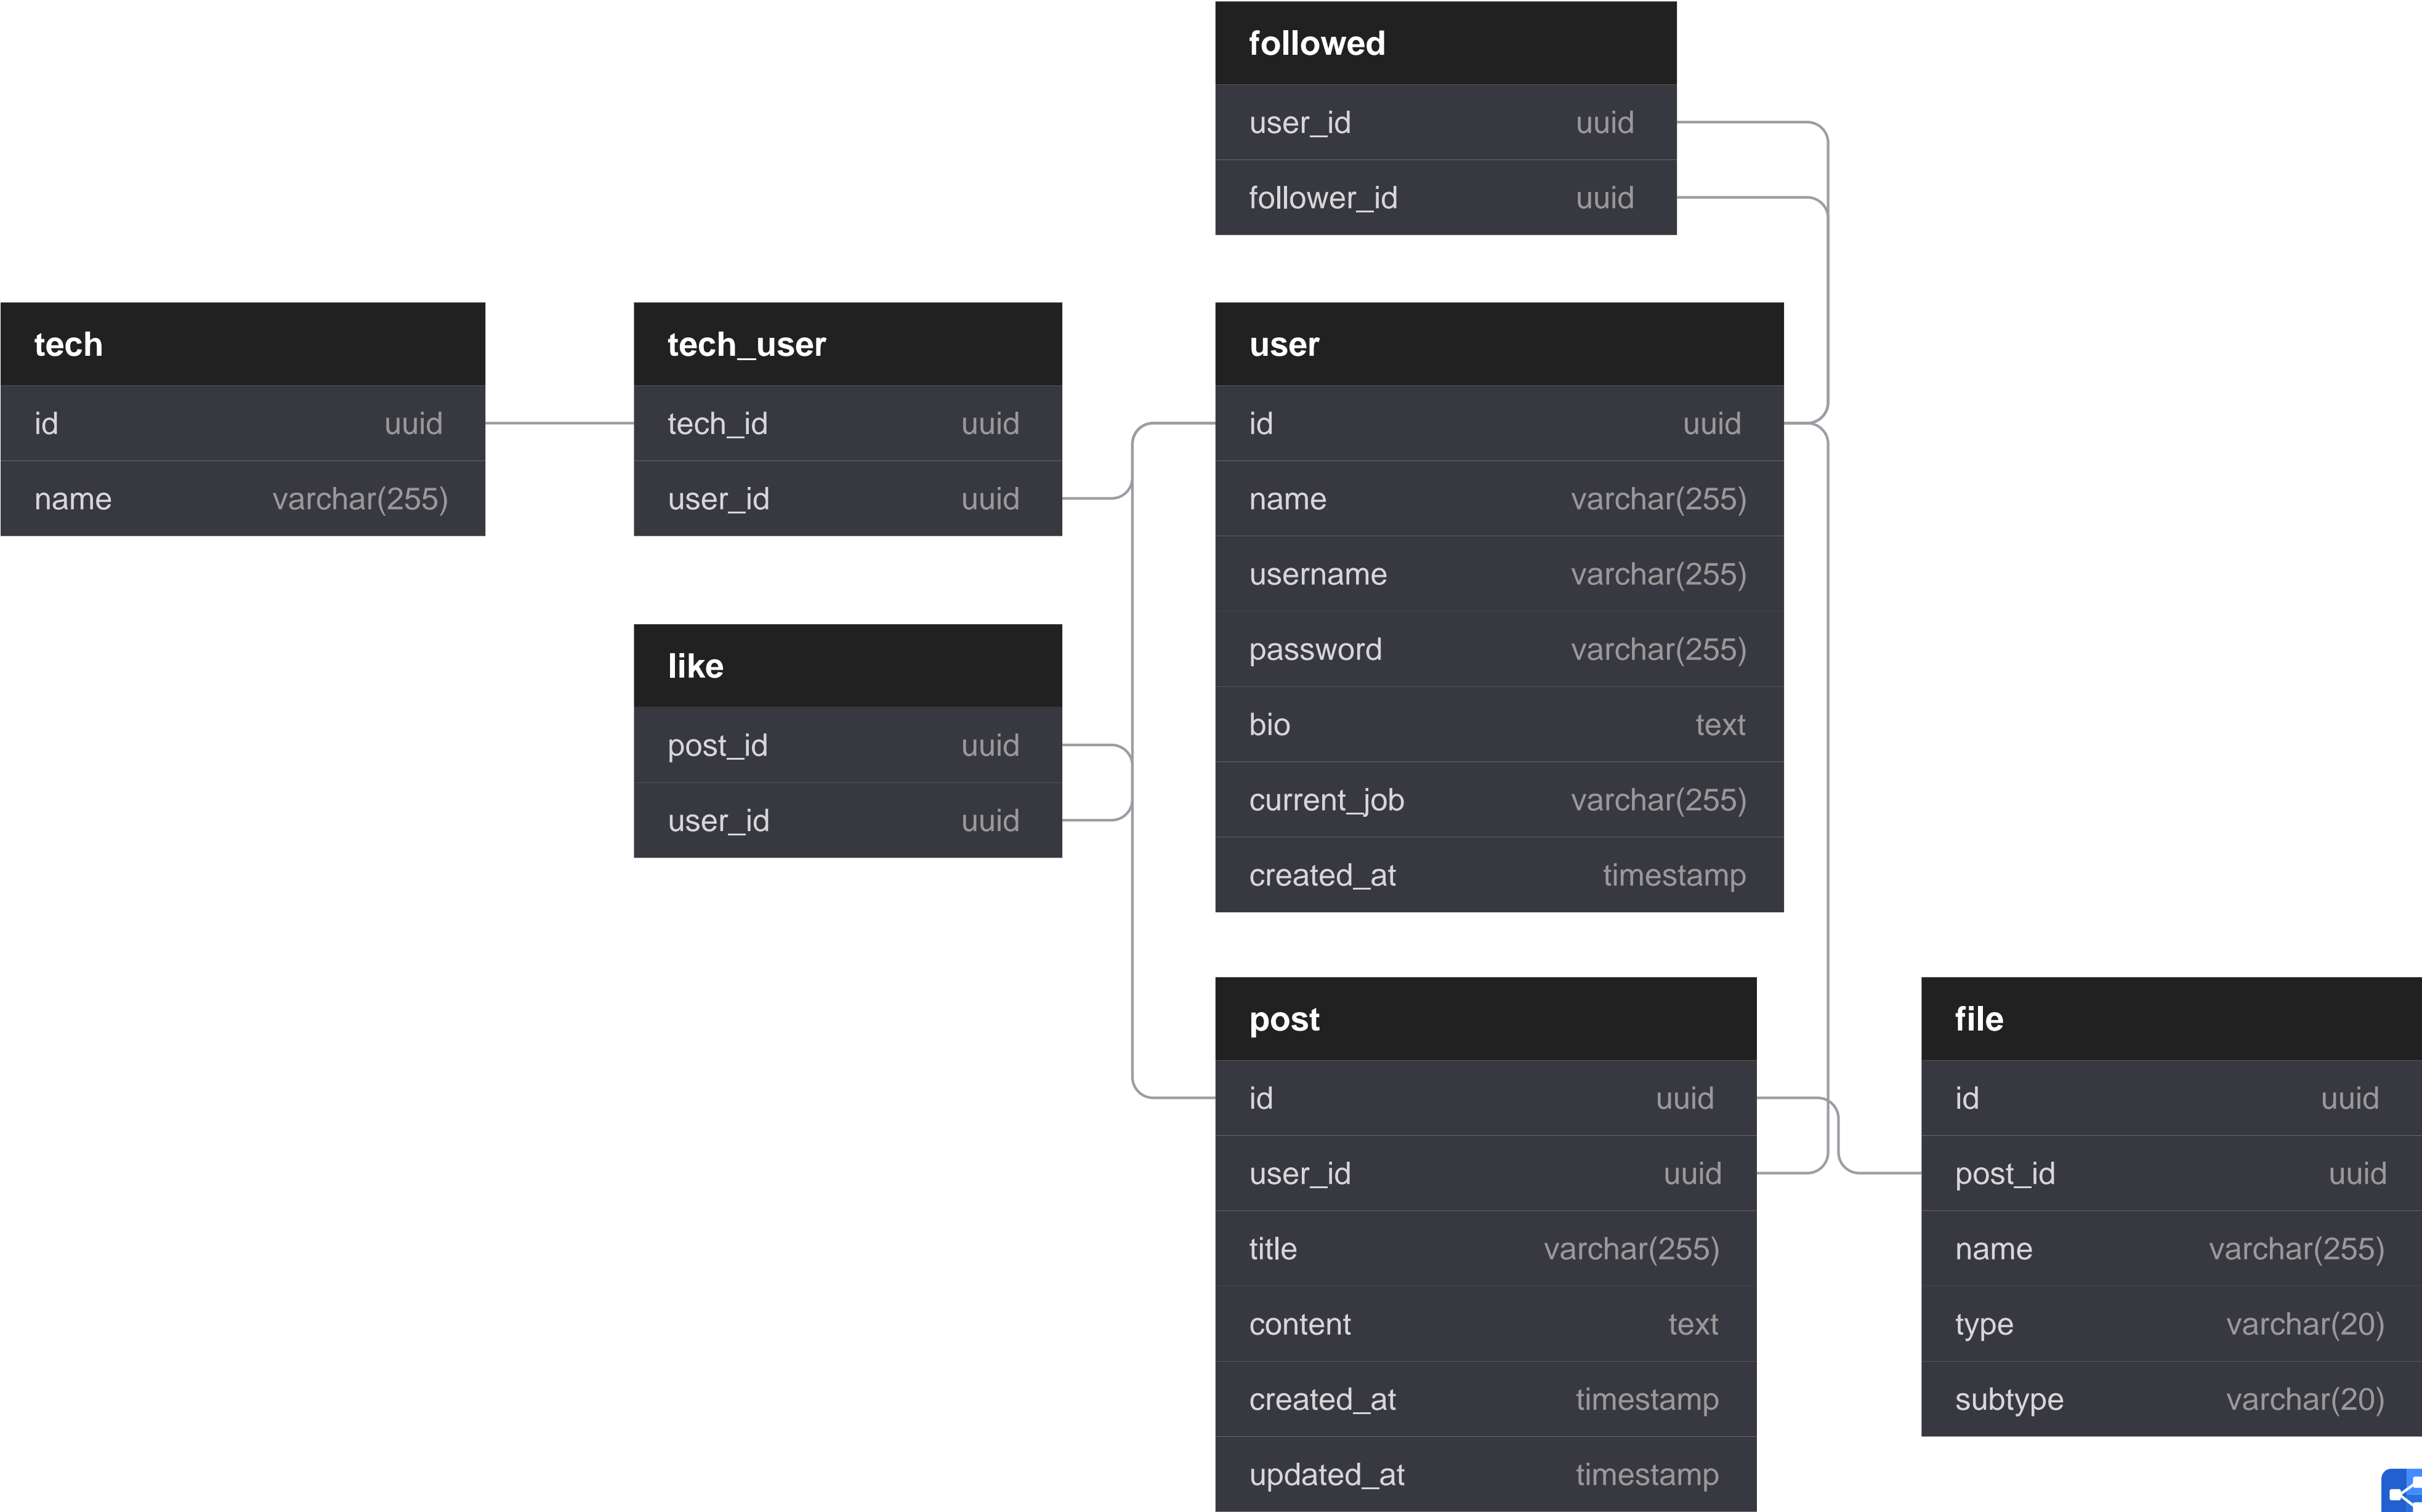 followed
user_id uuid
follower_id uuid
tech
id uuid
name varchar(255)
tech_user
tech_id uuid
user_id uuid
user
id uuid
name varchar(255)
username varchar(255)
password varchar(255)
bio text
current_job varchar(255)
created_at timestamp
like
post_id uuid
user_id uuid
post
id uuid
user_id uuid
title varchar(255)
content text
created_at timestamp
updated_at timestamp
file
id uuid
post_id uuid
name varchar(255)
type varchar(20)
subtype varchar(20)